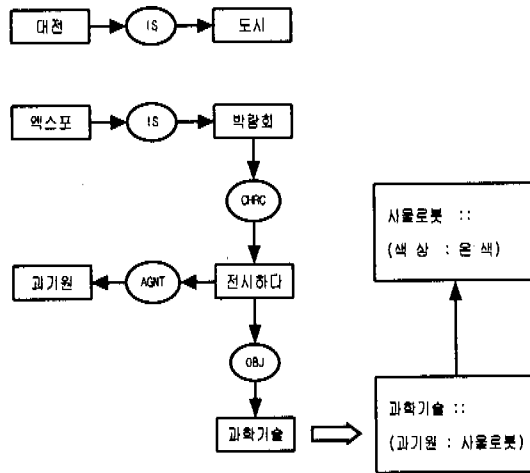 대전
IS
도시
엑스포
IS
박람회
CHRC
사물로봇 ::
(색 상 : 은 색)
과기원
AGNT
전시하다
OBJ
과학기술
과학기술 ::
(과기원 : 사물로봇)